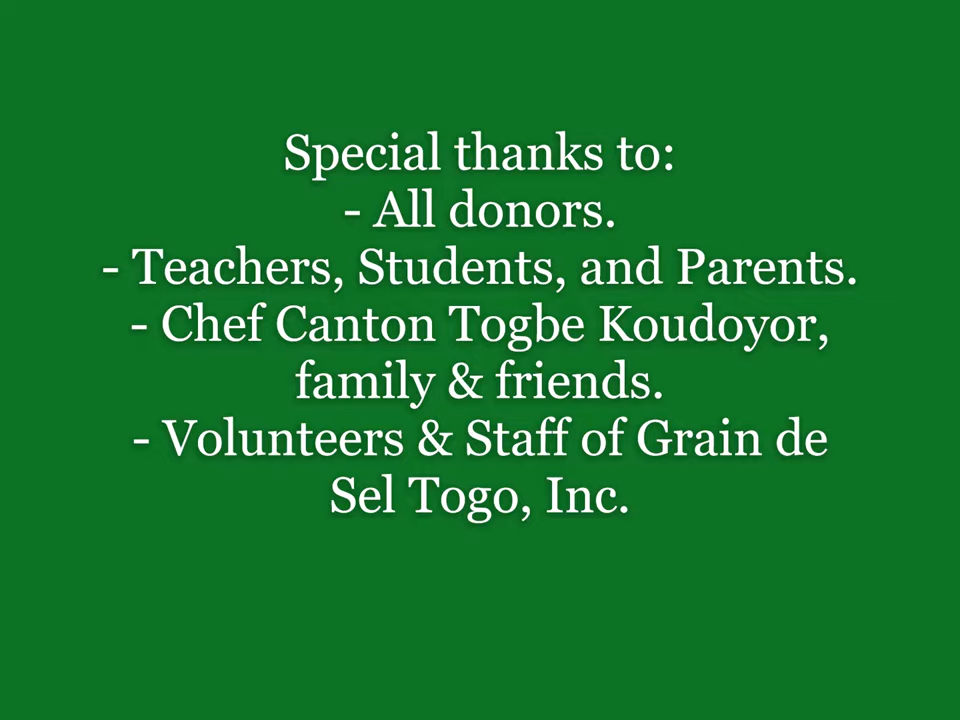 Special thanks to:
- All donors.
- Teachers, Students, and Parents.
- Chef Canton Togbe Koudoyor,
family & friends.
- Volunteers & Staff of Grain de
Sel Togo, Inc.